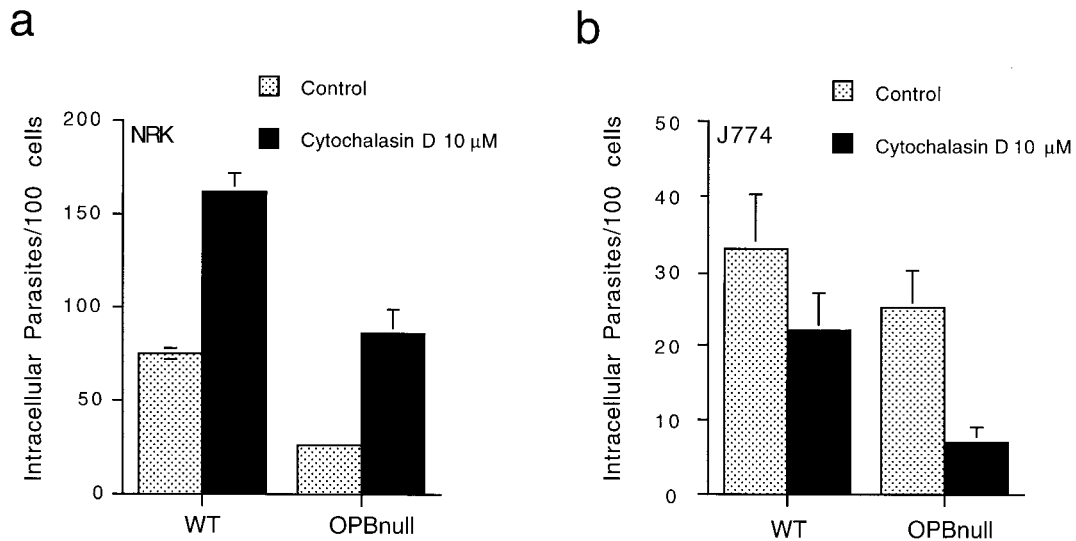 a
Control
Cytochalasin D 10 μM
NRK
Intracellular Parasites/100 cells
200
150
100
50
0
WT
OPBnull
b
Control
Cytochalasin D 10 μM
J774
Intracellular Parasites/100 cells
50
40
30
20
10
0
WT
OPBnull